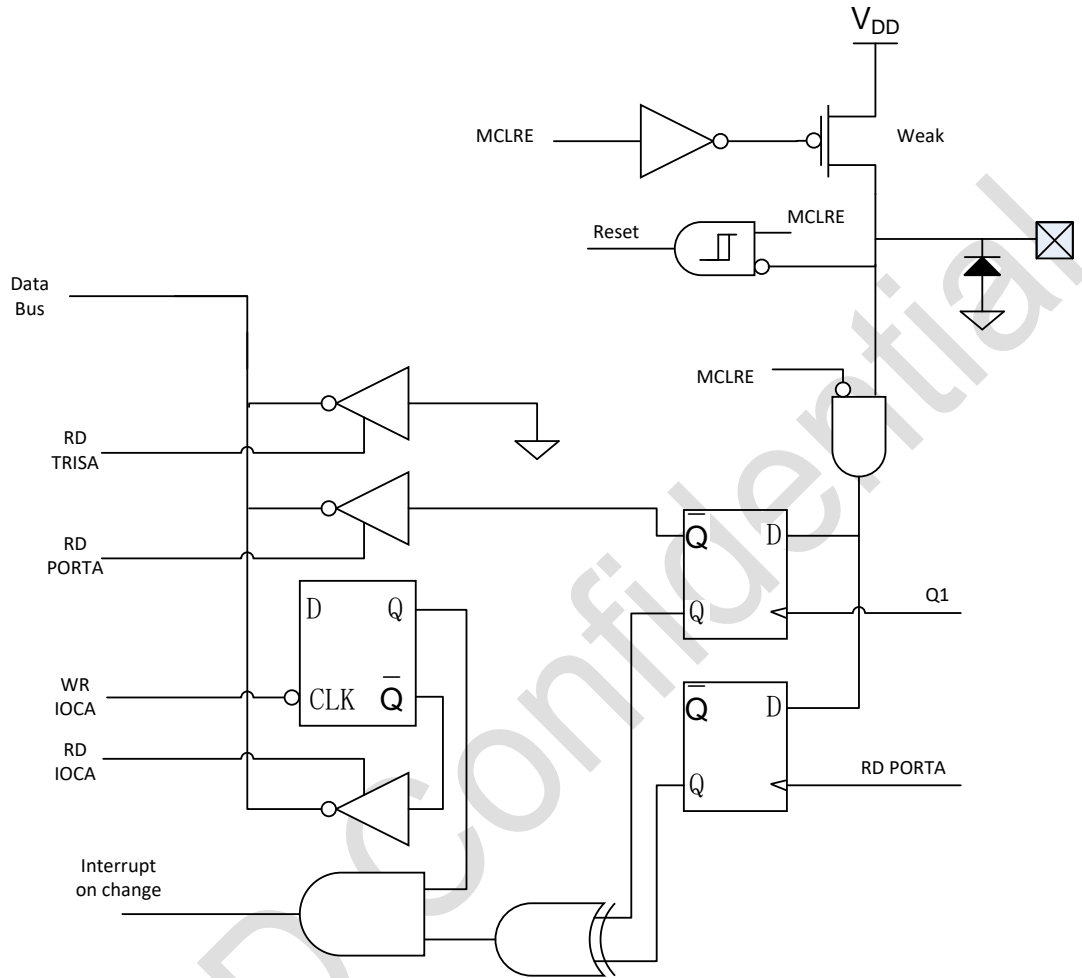 VDD
MCLRE
Weak
MCLRE
Reset
Data
Bus
MCLRE
RD
TRISA
RD
PORTA
Q
D
Q
Q1
D
Q
WR
IOCA
CLK
Q
Q
D
RD
IOCA
Q
RD PORTA
Interrupt
on change
D Confidential